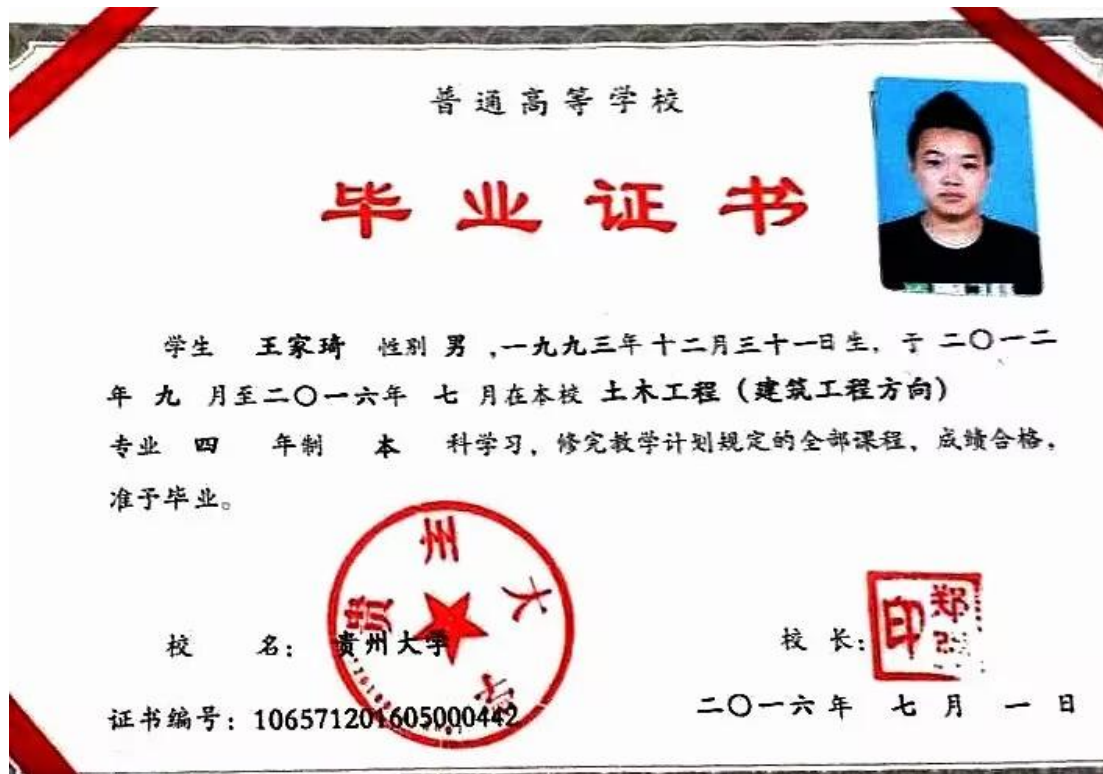 普通高等学校
毕业证书
学生 王家琦 性别 男 ,一九九三年十二月三十一日生, 于 二〇一二
年 九 月至二〇一六年 七 月在本校 土木工程（建筑工程方向）
专业 四 年制 本 科学习, 修完教学计划规定的全部课程, 成绩合格,
准予毕业。
贵州大学
校 名: 贵州大学
校 长:
郑
印
证书编号: 106571201605000442
二〇一六年 七 月 一 日